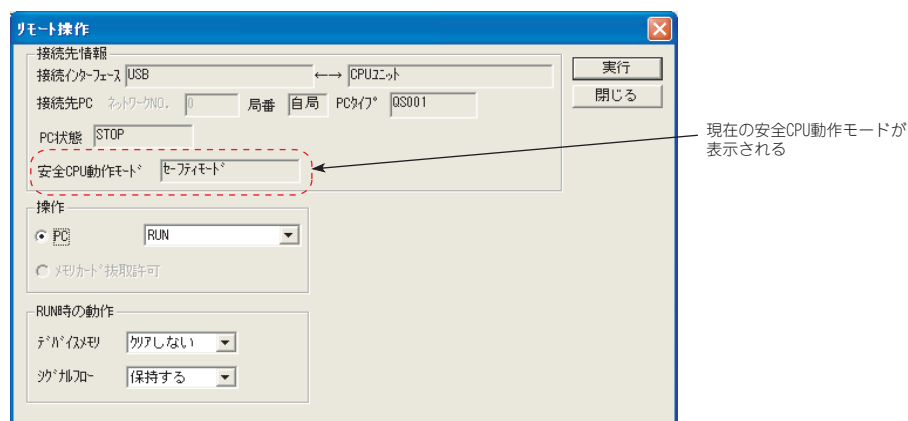 リモート操作
接続先情報
接続インターフェース USB ←→ CPUユニット
実行
接続先PC ネットワークNO. 0 局番 自局 PCタイプ QS001
閉じる
PC状態 STOP
安全CPU動作モード セーフティモード
現在の安全CPU動作モードが
表示される
操作
PC RUN
メモリカード抜取許可
RUN時の動作
デバイスメモリ クリアしない
シグナルフロー 保持する